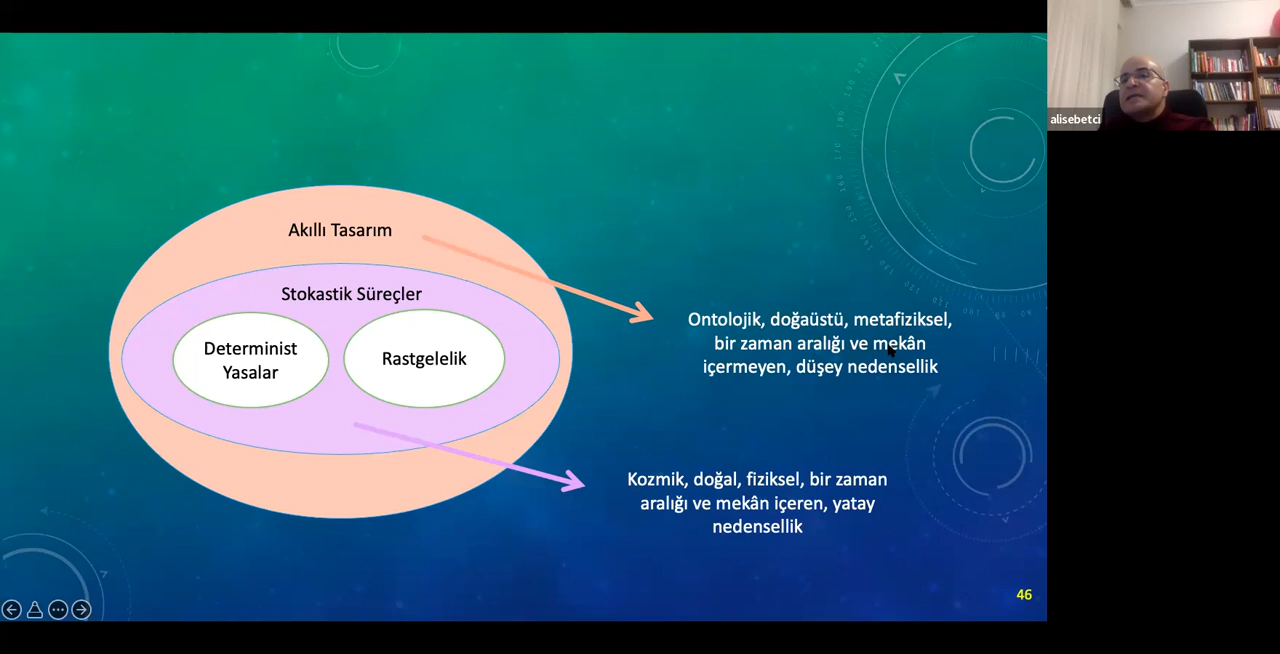 alisebetci
Akıllı Tasarım
Stokastik Süreçler
Determinist
Yasalar
Rastgelelik
Ontolojik, doğaüstü, metafiziksel,
bir zaman aralığı ve mekân
içermeyen, düşey nedensellik
Kozmik, doğal, fiziksel, bir zaman
aralığı ve mekân içeren, yatay
nedensellik
46